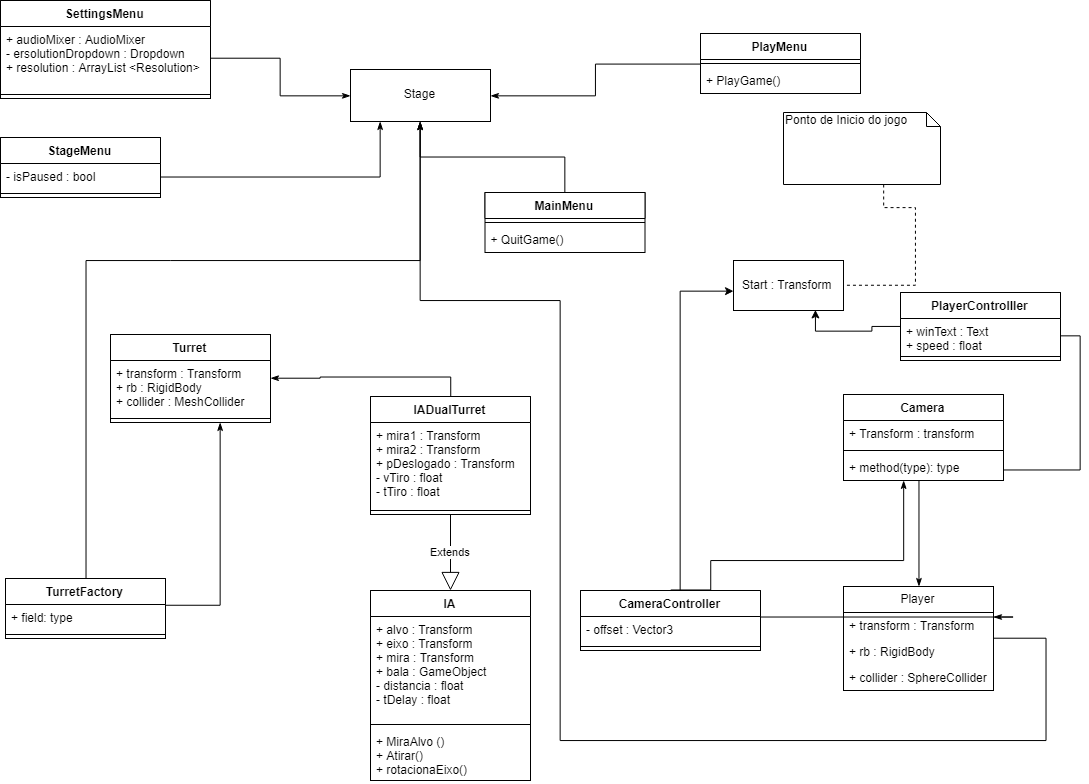 SettingsMenu
+ audioMixer : AudioMixer
- ersolutionDropdown : Dropdown
+ resolution : ArrayList <Resolution>
Stage
PlayMenu
+ PlayGame()
Ponto de Inicio do jogo
StageMenu
- isPaused : bool
MainMenu
+ QuitGame()
Start : Transform
PlayerControlller
+ winText : Text
+ speed : float
Turret
+ transform : Transform
+ rb : RigidBody
+ collider : MeshCollider
IADualTurret
+ mira1 : Transform
+ mira2 : Transform
+ pDeslogado : Transform
- vTiro : float
- tTiro : float
Camera
+ Transform : transform
+ method(type): type
Extends
TurretFactory
+ field: type
IA
+ alvo : Transform
+ eixo : Transform
+ mira : Transform
+ bala : GameObject
- distancia : float
- tDelay : float
+ MiraAlvo ()
+ Atirar()
+ rotacionaEixo()
CameraController
- offset : Vector3
Player
+ transform : Transform
+ rb : RigidBody
+ collider : SphereCollider